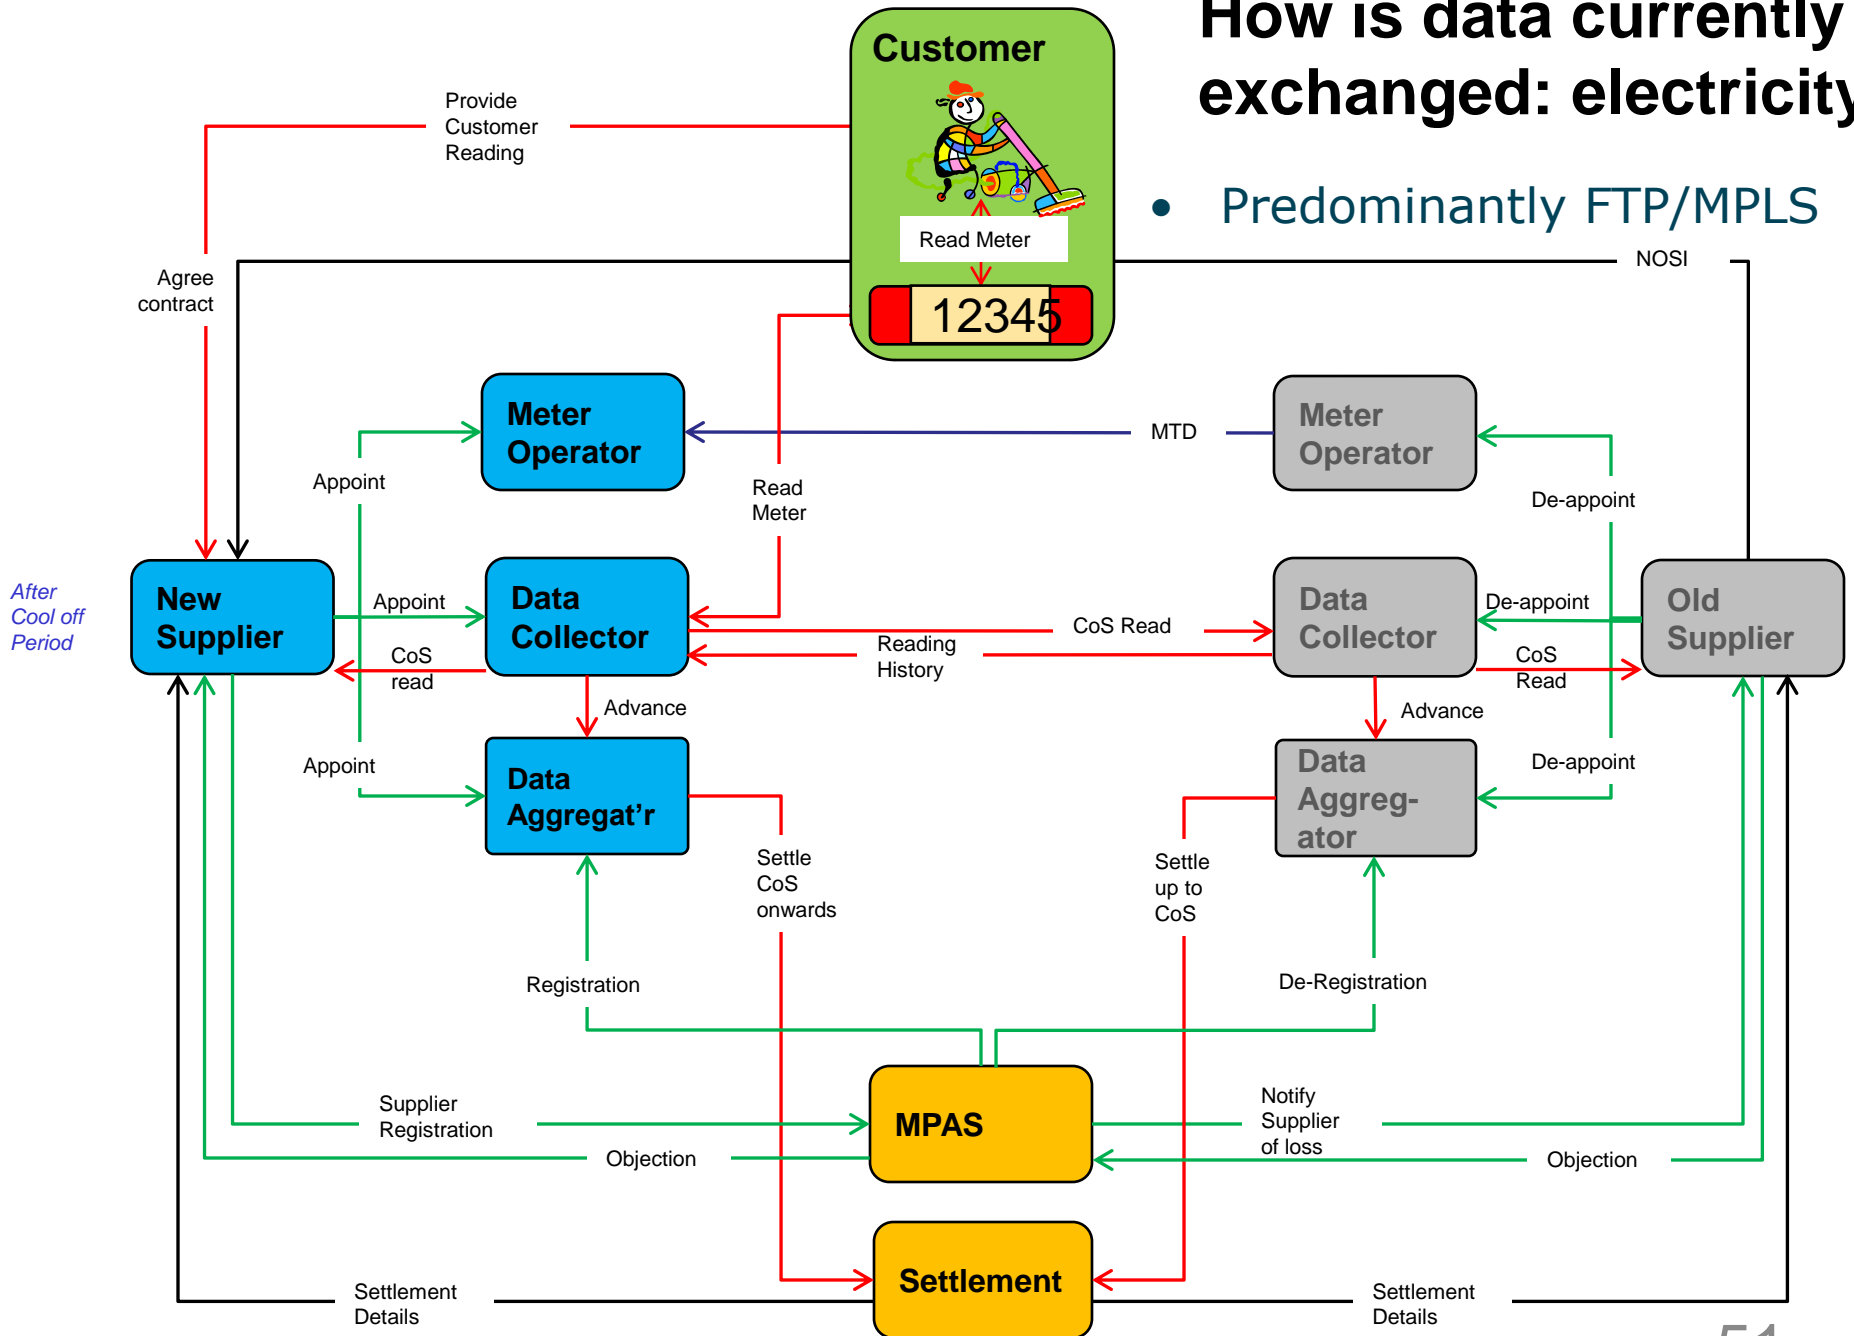 How is data currently
exchanged: electricity
Customer
Provide
Customer
Reading
• Predominantly FTP/MPLS
Read Meter
NOSI
Agree
contract
12345
Meter
Operator
MTD
Meter
Operator
Appoint
Read
Meter
De-appoint
After
Cool off
Period
New
Supplier
Appoint
Data
Collector
CoS Read
Reading
History
Data
Collector
De-appoint
Old
Supplier
CoS
read
CoS
Read
Advance
Advance
Appoint
Data
Aggregat'r
Data
Aggreg-
ator
De-appoint
Settle
CoS
onwards
Settle
up to
CoS
Registration
De-Registration
Supplier
Registration
MPAS
Notify
Supplier
of loss
Objection
Objection
Settlement
Settlement
Details
Settlement
Details
51